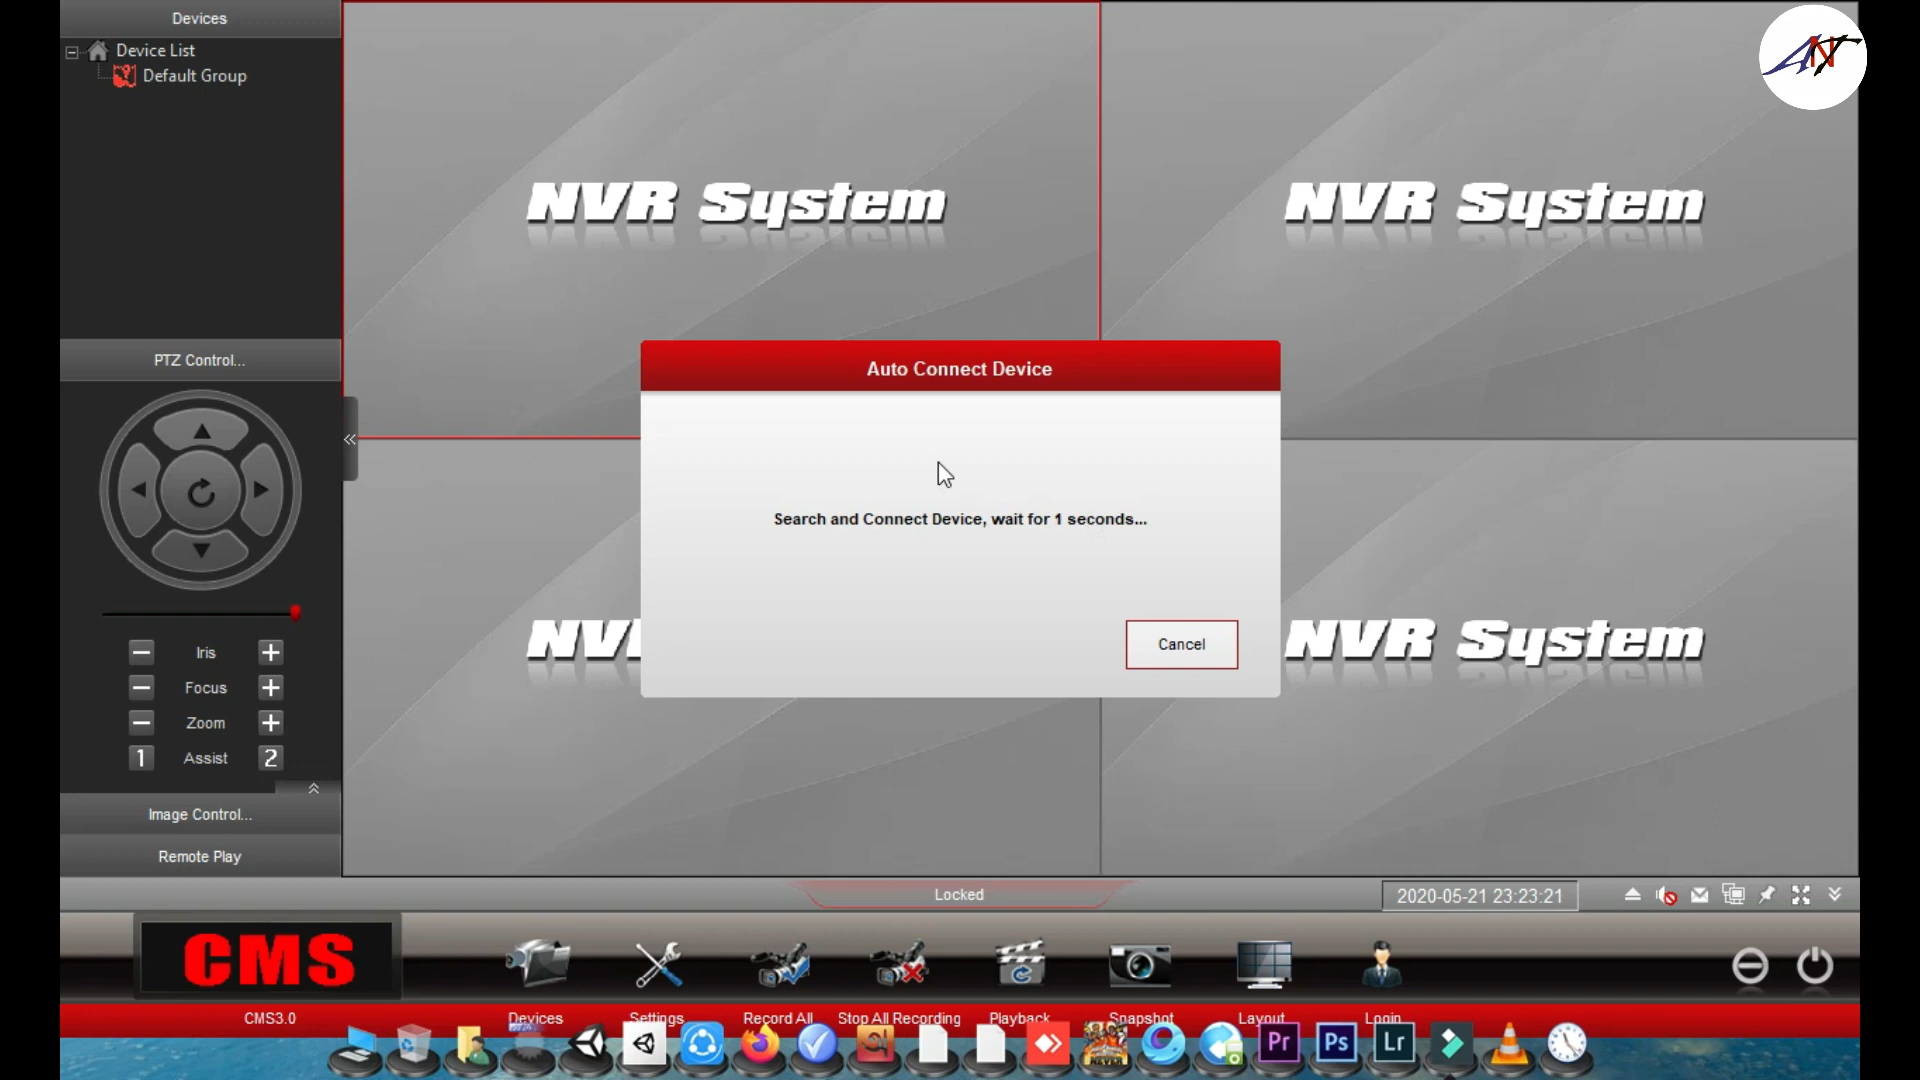 Devices
Device List
Default Group
NVR System
NVR System
PTZ Control...
Auto Connect Device
Search and Connect Device, wait for 1 seconds...
Cancel
NVR System
Iris
Focus
Zoom
1 Assist 2
Image Control...
Remote Play
Locked
2020-05-21 23:23:21
CMS
CMS3.0
Devices
Settings
Record All
Stop All Recording
Playback
Snapshot
Layout
Login
Pr
Ps
Lr
ANT